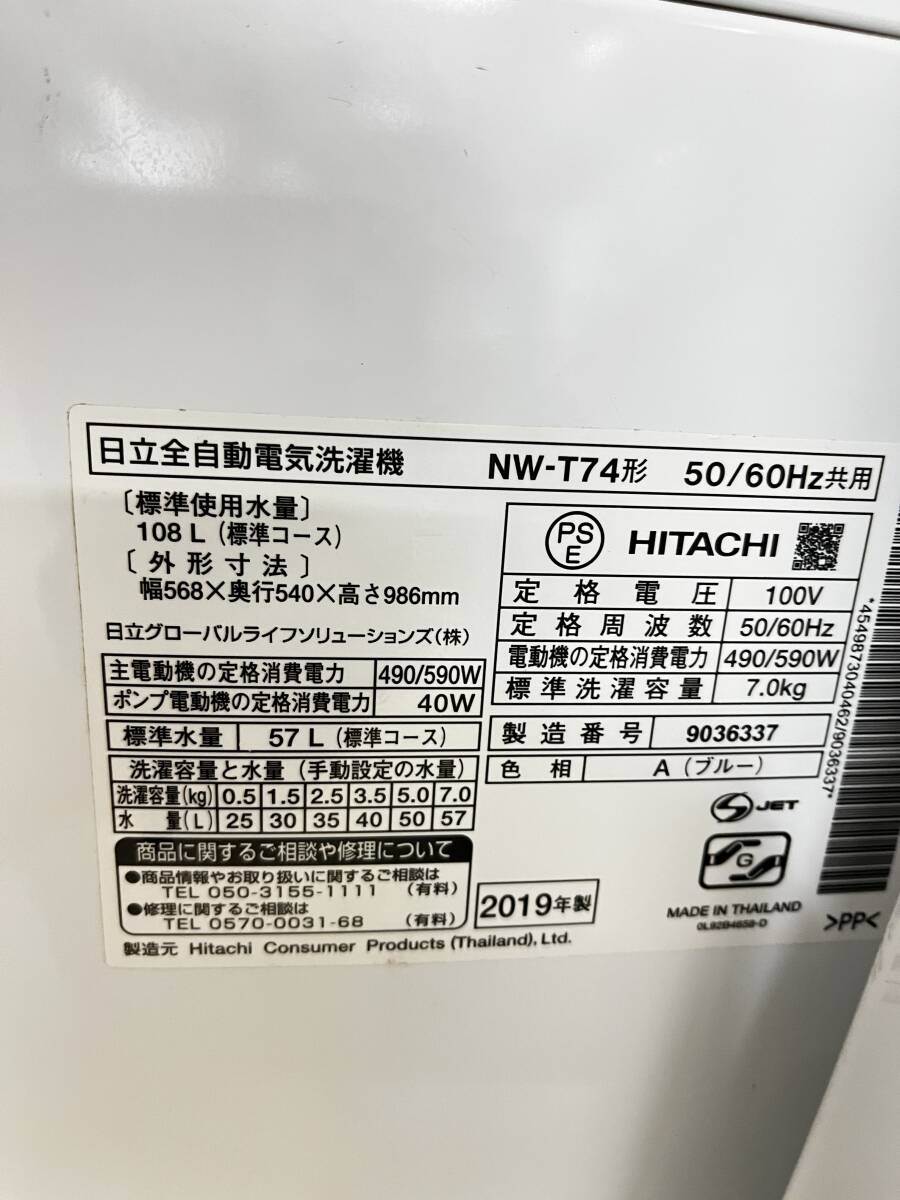 日立全自動電気洗濯機 NW-T74形 50/60Hz共用
〔標準使用水量〕
108 L (標準コース)
〔外形寸法〕
幅568×奥行540×高さ986mm
日立グローバルライフソリューションズ(株)
主電動機の定格消費電力 490/590W
ポンプ電動機の定格消費電力 40W
標準水量 57 L (標準コース)
洗濯容量と水量 (手動設定の水量)
洗濯容量(kg) 0.5 1.5 2.5 3.5 5.0 7.0
水 量(L) 25 30 35 40 50 57
商品に関するご相談や修理について
●商品情報やお取り扱いに関するご相談は
TEL 050-3155-1111 (有料)
●修理に関するご相談は
TEL 0570-0031-68 (有料)
製造元 Hitachi Consumer Products (Thailand), Ltd.
2019年製
PS E HITACHI
定格電圧 100V
定格周波数 50/60Hz
電動機の定格消費電力 490/590W
標準洗濯容量 7.0kg
製造番号 9036337
色相 A (ブルー)
S JET
G
MADE IN THAILAND
0L92B4658-D
>PP<
*4549873040462/9036337*